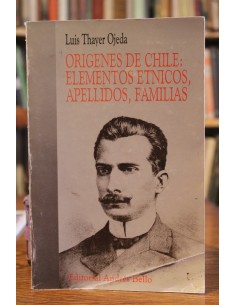 Luis Thayer Ojeda
ORIGENES DE CHILE:
ELEMENTOS ETNICOS,
APELLIDOS, FAMILIAS
Editorial Andrés Bello